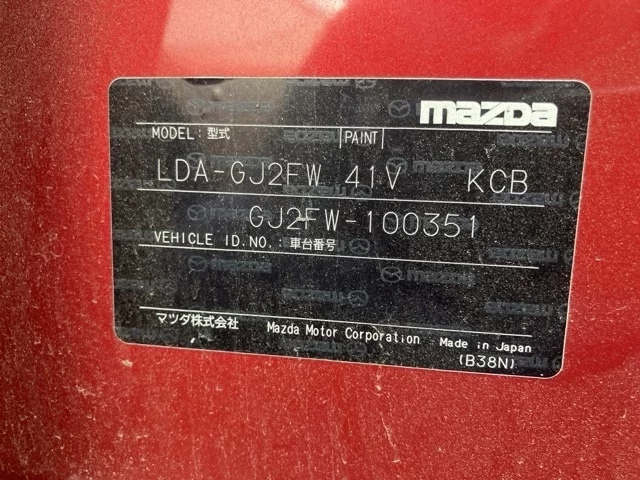 mazda
MODEL: 型式 PAINT
LDA-GJ2FW 41V KCB
GJ2FW-100351
VEHICLE ID.NO.: 車台番号
マツダ株式会社 Mazda Motor Corporation Made in Japan
(B38N)